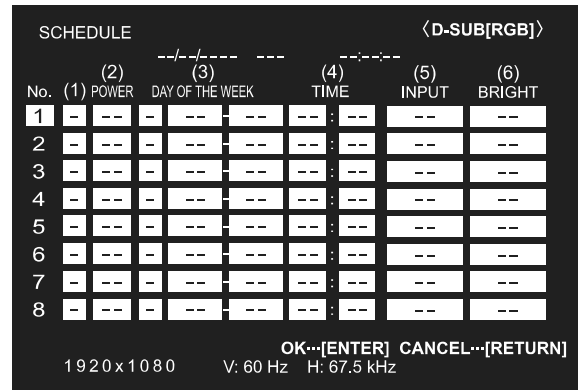 SCHEDULE 〈D-SUB[RGB]〉
--/--/---- --- --:--:--
(2) (3) (4) (5) (6)
No. (1) POWER DAY OF THE WEEK TIME INPUT BRIGHT
1 - -- - -- - -- -- : -- -- --
2 - -- - -- - -- -- : -- -- --
3 - -- - -- - -- -- : -- -- --
4 - -- - -- - -- -- : -- -- --
5 - -- - -- - -- -- : -- -- --
6 - -- - -- - -- -- : -- -- --
7 - -- - -- - -- -- : -- -- --
8 - -- - -- - -- -- : -- -- --
OK···[ENTER] CANCEL···[RETURN]
1920x1080 V: 60 Hz H: 67.5 kHz